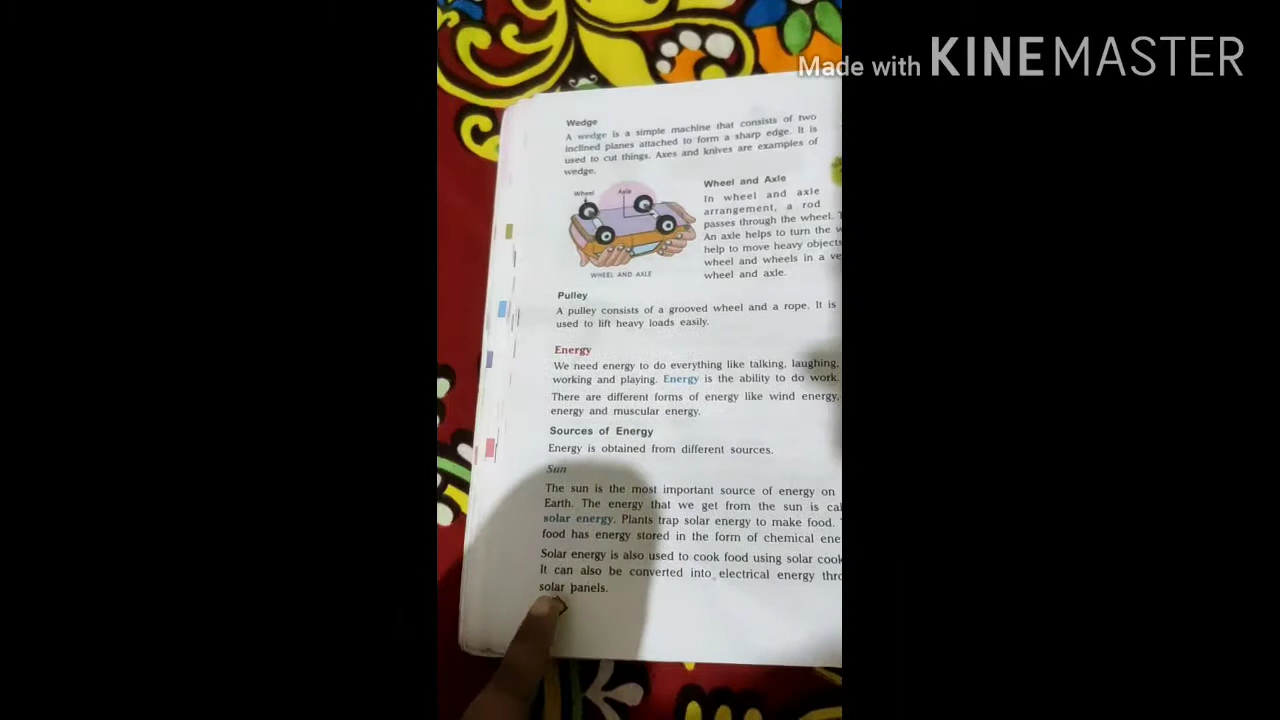 Made with KINEMASTER
Wedge
A wedge is a simple machine that consists of two
inclined planes attached to form a sharp edge. It is
used to cut things. Axes and knives are examples of
wedge.
Wheel Axle
WHEEL AND AXLE
Wheel and Axle
In wheel and axle
arrangement, a rod
passes through the wheel.
An axle helps to turn the
help to move heavy objects
wheel and wheels in a
wheel and axle.
Pulley
A pulley consists of a grooved wheel and a rope. It is
used to lift heavy loads easily.
Energy
We need energy to do everything like talking, laughing,
working and playing. Energy is the ability to do work.
There are different forms of energy like wind energy,
energy and muscular energy.
Sources of Energy
Energy is obtained from different sources.
Sun
The sun is the most important source of energy on
Earth. The energy that we get from the sun is
solar energy. Plants trap solar energy to make food.
food has energy stored in the form of chemical
Solar energy is also used to cook food using solar
It can also be converted into electrical energy
solar panels.